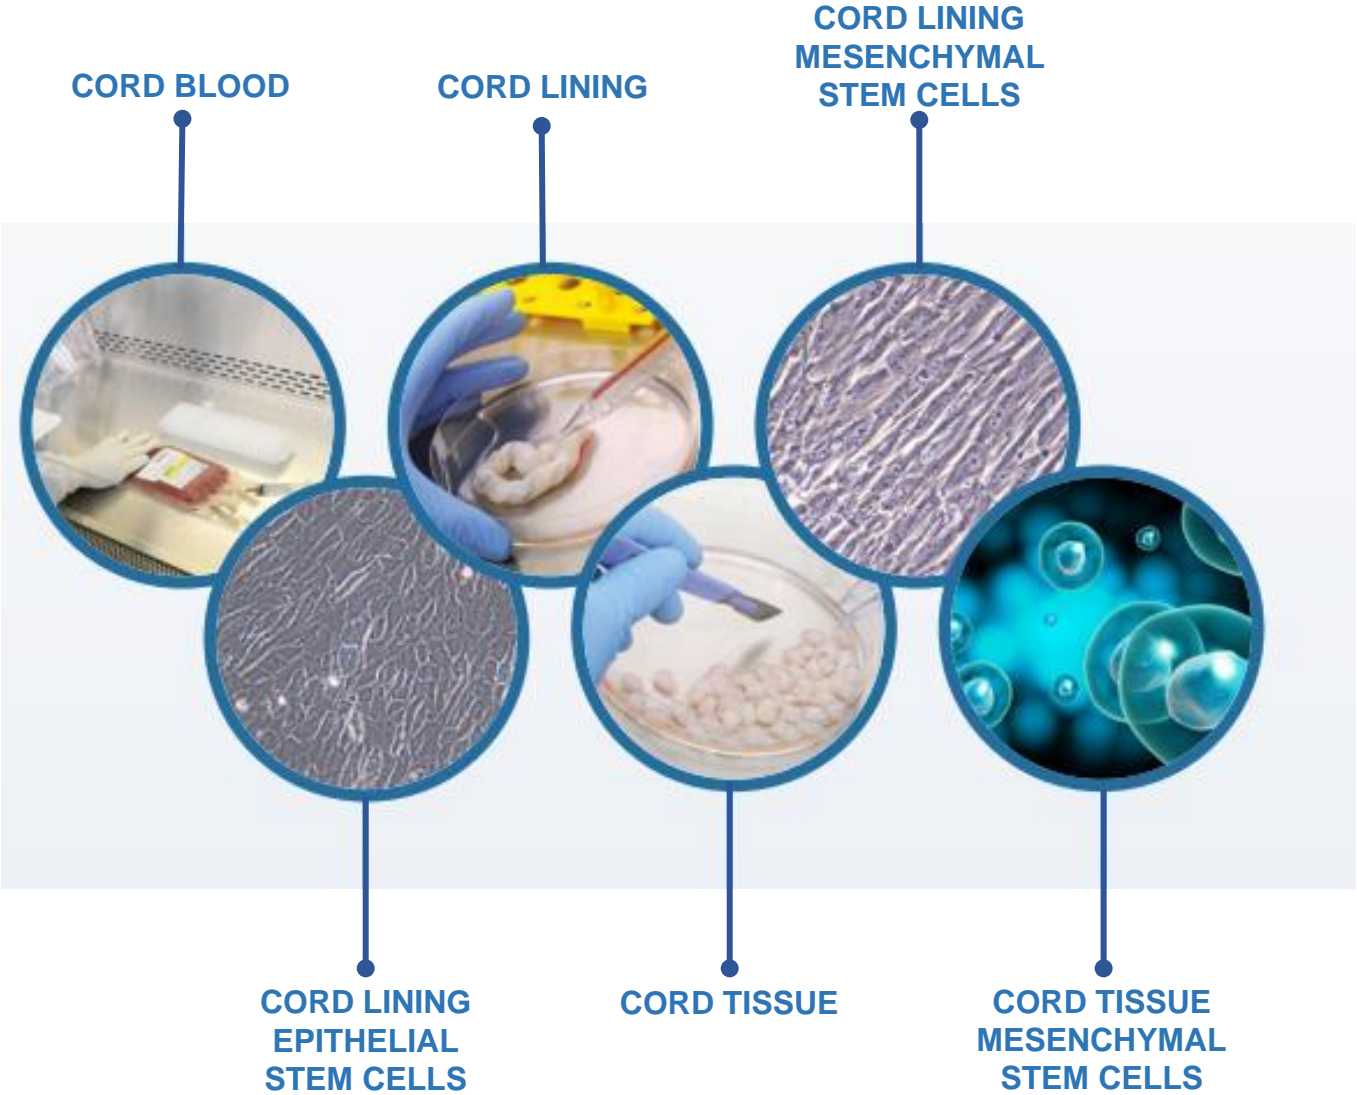 CORD BLOOD
CORD LINING
CORD LINING
MESENCHYMAL
STEM CELLS
CORD LINING
EPITHELIAL
STEM CELLS
CORD TISSUE
CORD TISSUE
MESENCHYMAL
STEM CELLS